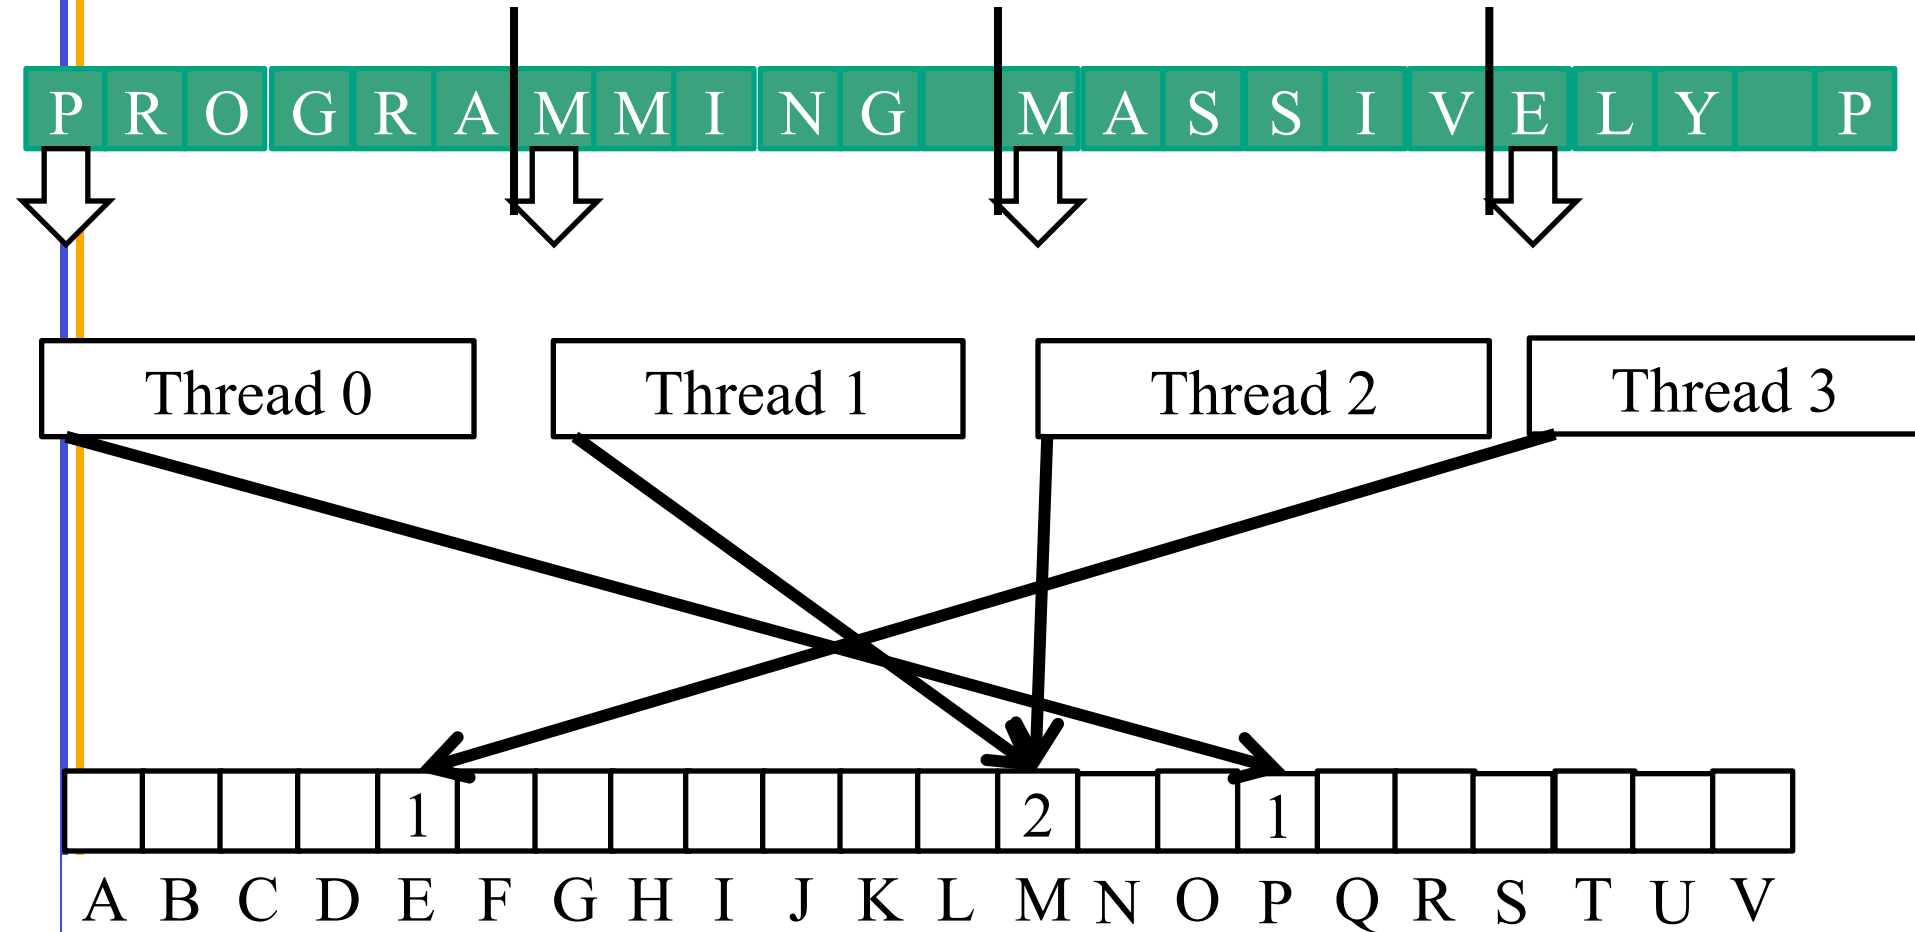 P R O G R A M M I N G M A S S I V E L Y P
Thread 0 Thread 1 Thread 2 Thread 3
1 2 1
A B C D E F G H I J K L M N O P Q R S T U V